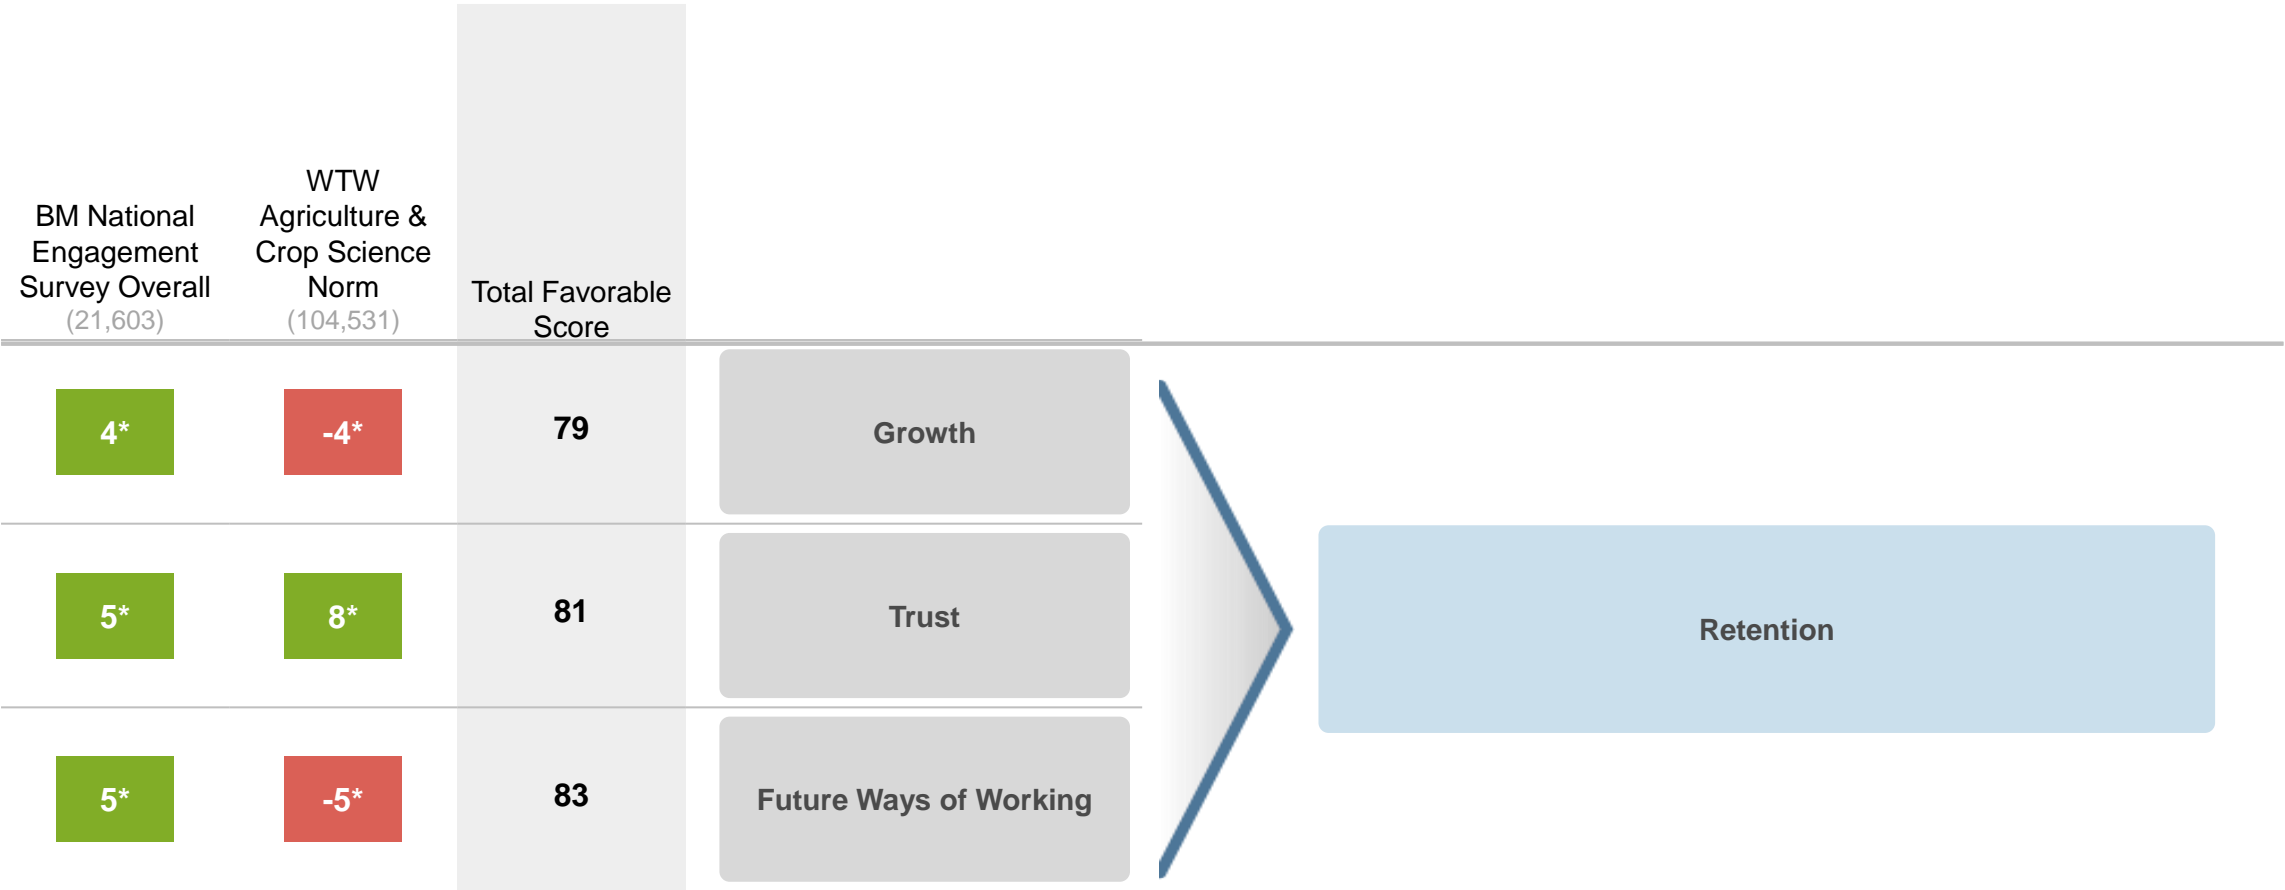 BM National
Engagement
Survey Overall
(21,603)
WTW
Agriculture &
Crop Science
Norm
(104,531)
Total Favorable
Score
4*
-4*
79
Growth
5*
8*
81
Trust
5*
-5*
83
Future Ways of Working
Retention